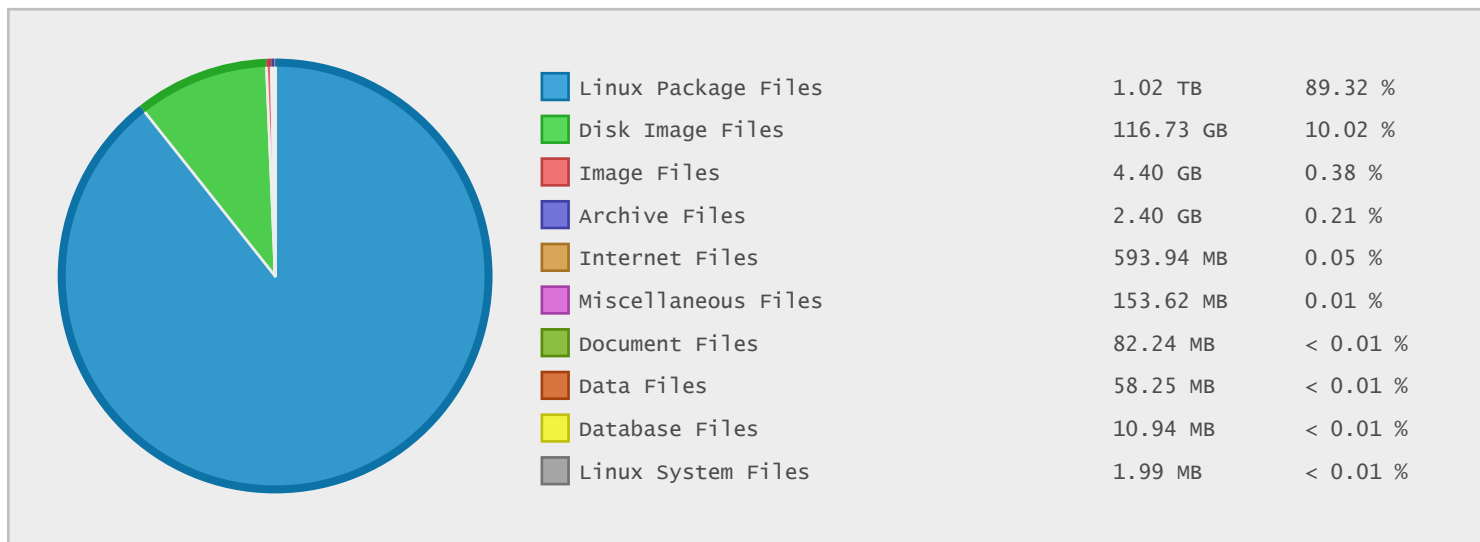 Linux Package Files 1.02 TB 89.32 %
Disk Image Files 116.73 GB 10.02 %
Image Files 4.40 GB 0.38 %
Archive Files 2.40 GB 0.21 %
Internet Files 593.94 MB 0.05 %
Miscellaneous Files 153.62 MB 0.01 %
Document Files 82.24 MB < 0.01 %
Data Files 58.25 MB < 0.01 %
Database Files 10.94 MB < 0.01 %
Linux System Files 1.99 MB < 0.01 %